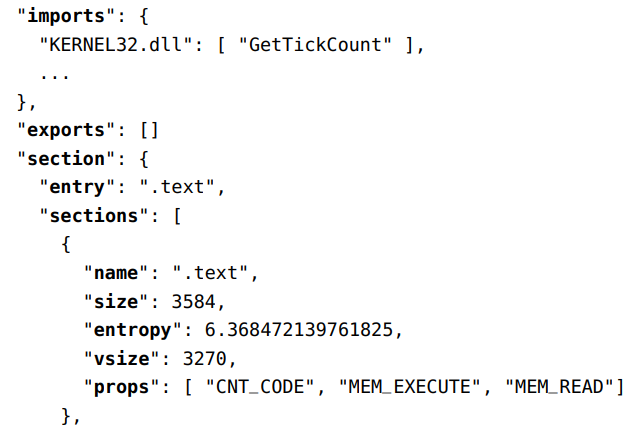 "imports": {
"KERNEL32.dll": [ "GetTickCount" ],
...
},
"exports": []
"section": {
"entry": ".text",
"sections": [
{
"name": ".text",
"size": 3584,
"entropy": 6.368472139761825,
"vsize": 3270,
"props": [ "CNT_CODE", "MEM_EXECUTE", "MEM_READ"]
},